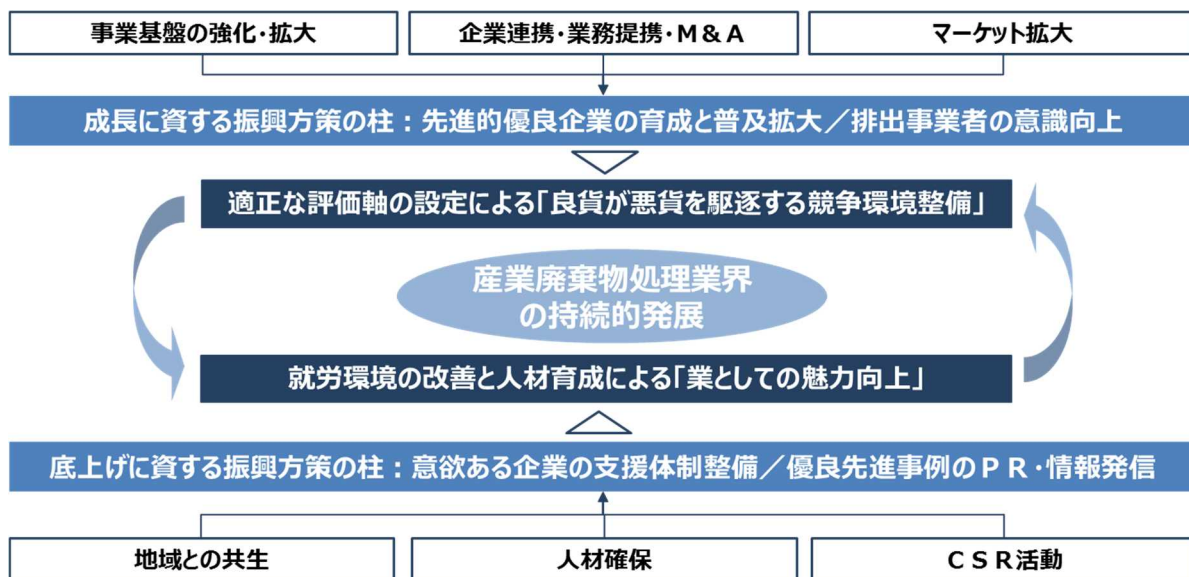 事業基盤の強化・拡大
企業連携・業務提携・M&A
マーケット拡大
成長に資する振興方策の柱:先進的優良企業の育成と普及拡大/排出事業者の意識向上
適正な評価軸の設定による「良貨が悪貨を駆逐する競争環境整備」
産業廃棄物処理業界
の持続的発展
就労環境の改善と人材育成による「業としての魅力向上」
底上げに資する振興方策の柱:意欲ある企業の支援体制整備/優良先進事例のPR・情報発信
地域との共生
人材確保
CSR活動